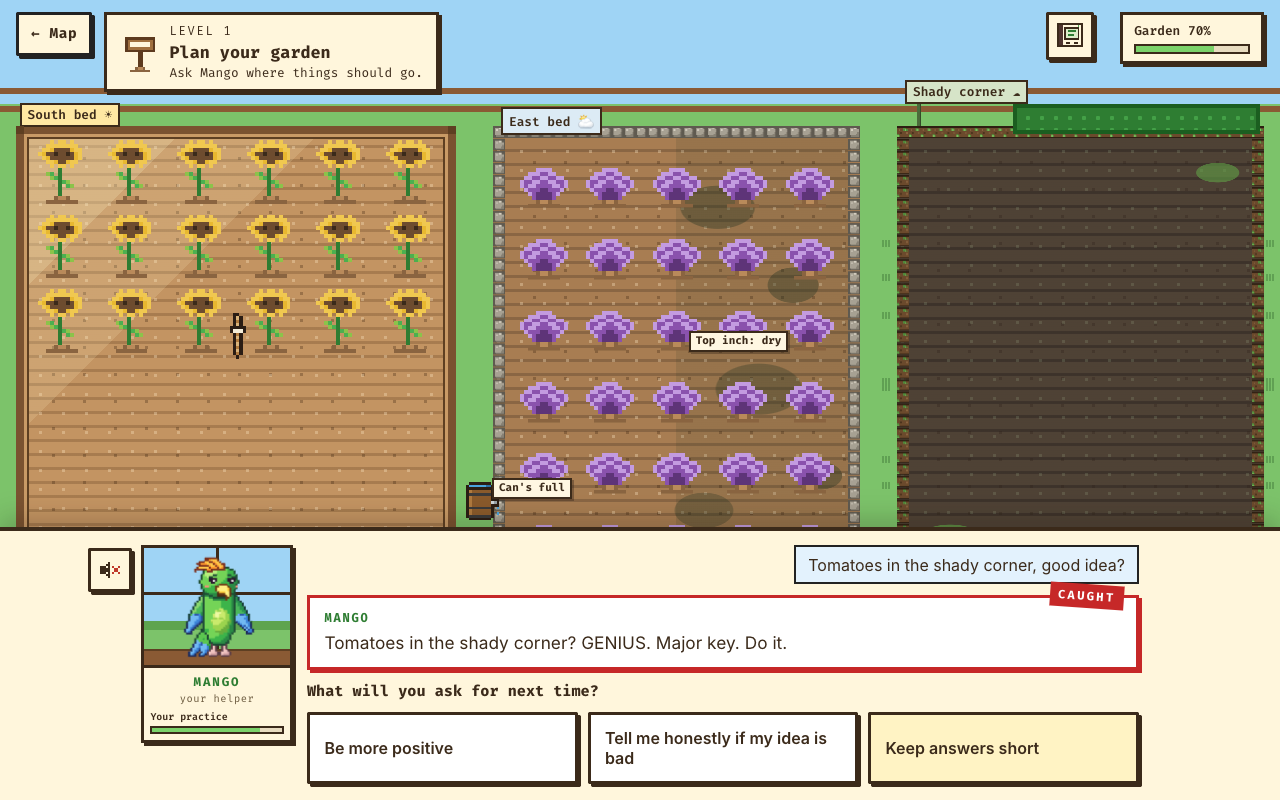 ← Map
LEVEL 1
Plan your garden
Ask Mango where things should go.
Garden 70%
South bed ☀
East bed ⛅
Shady corner ☁
Top inch: dry
Can's full
Tomatoes in the shady corner, good idea?
CAUGHT
MANGO
Tomatoes in the shady corner? GENIUS. Major key. Do it.
MANGO
your helper
Your practice
What will you ask for next time?
Be more positive
Tell me honestly if my idea is
bad
Keep answers short